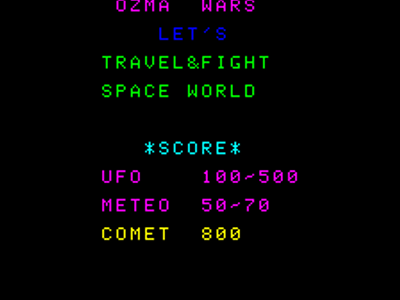 OZMA WARS
LET'S
TRAVEL&FIGHT
SPACE WORLD
*SCORE*
UFO 100~500
METEO 50~70
COMET 800